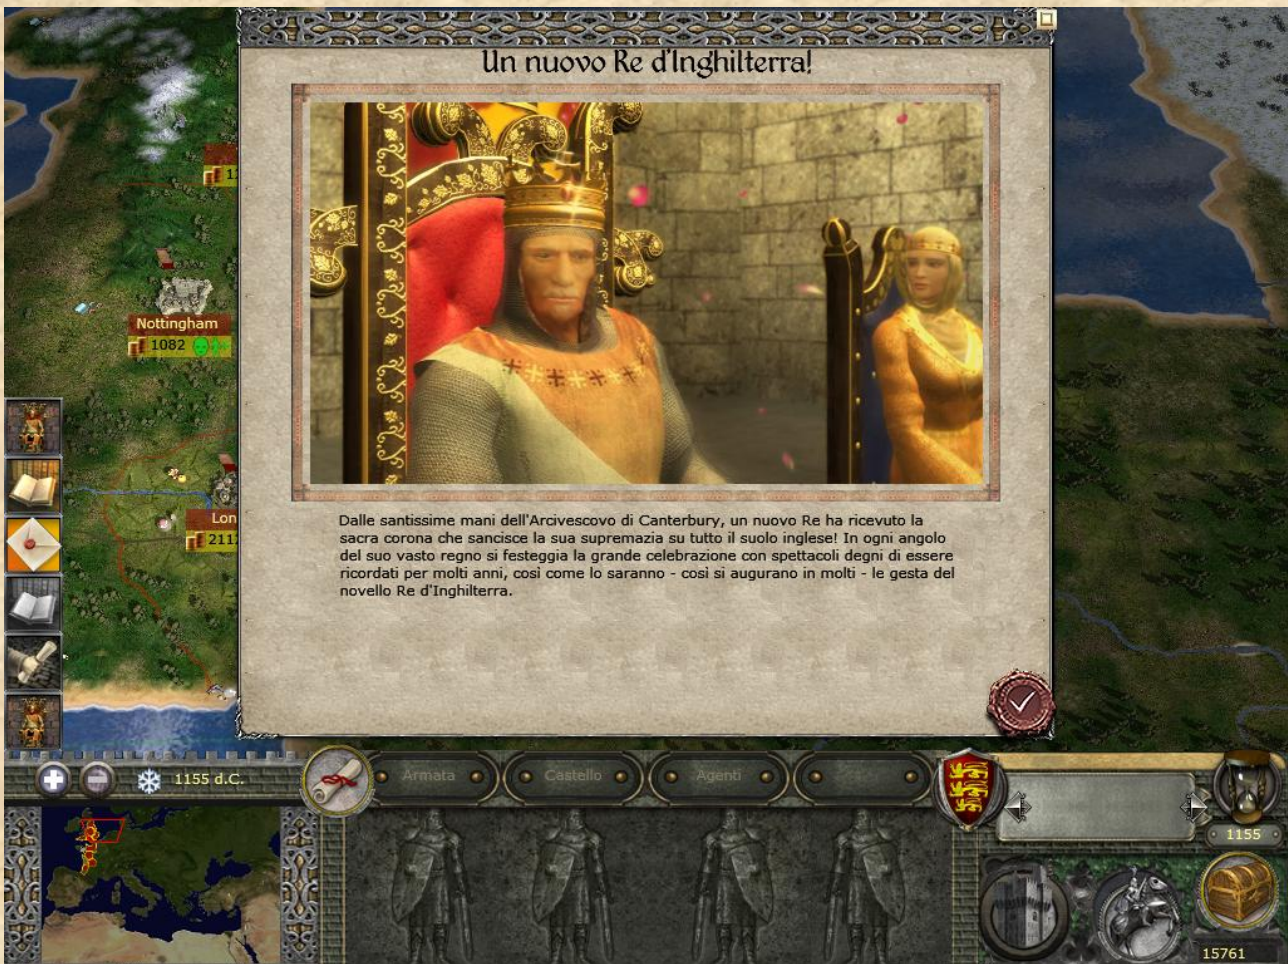 Un nuovo Re d'Inghilterra!
Nottingham
1082
Dalle santissime mani dell'Arcivescovo di Canterbury, un nuovo Re ha ricevuto la
sacra corona che sancisce la sua supremazia su tutto il suolo inglese! In ogni angolo
del suo vasto regno si festeggia la grande celebrazione con spettacoli degni di essere
ricordati per molti anni, così come lo saranno - così si augurano in molti - le gesta del
novello Re d'Inghilterra.
Lon
2112
1155 d.C.
Armata
Castello
Agenti
1155
15761